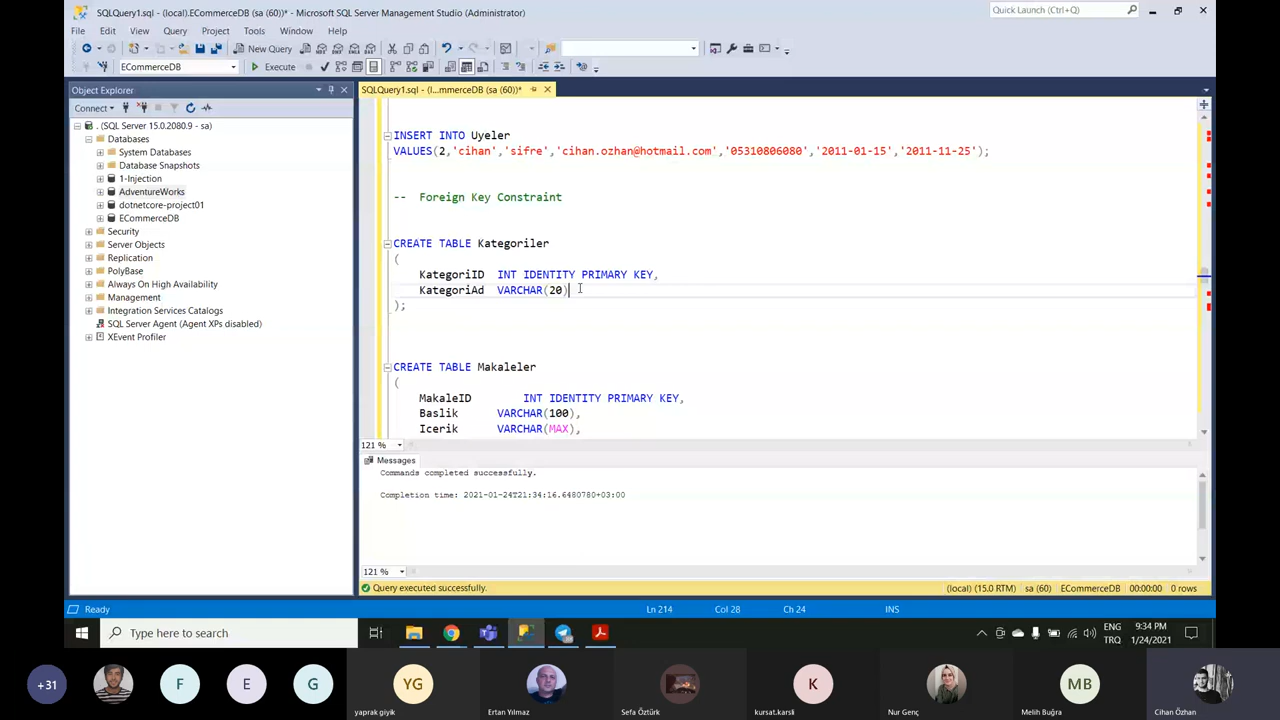 SQLQuery1.sql - (local).ECommerceDB (sa (60))* - Microsoft SQL Server Management Studio (Administrator)
Quick Launch (Ctrl+Q)
File Edit View Query Project Tools Window Help
New Query
ECommerceDB
Execute
Object Explorer
SQLQuery1.sql - (l...mmerceDB (sa (60))*
Connect
. (SQL Server 15.0.2080.9 - sa)
Databases
System Databases
Database Snapshots
1-Injection
AdventureWorks
dotnetcore-project01
ECommerceDB
Security
Server Objects
Replication
PolyBase
Always On High Availability
Management
Integration Services Catalogs
SQL Server Agent (Agent XPs disabled)
XEvent Profiler
INSERT INTO Uyeler
VALUES(2,'cihan','sifre','cihan.ozhan@hotmail.com','05310806080','2011-01-15','2011-11-25');
-- Foreign Key Constraint
CREATE TABLE Kategoriler
(
KategoriID INT IDENTITY PRIMARY KEY,
KategoriAd VARCHAR(20)
);
CREATE TABLE Makaleler
(
MakaleID INT IDENTITY PRIMARY KEY,
Baslik VARCHAR(100),
Icerik VARCHAR(MAX),
121 %
Messages
Commands completed successfully.
Completion time: 2021-01-24T21:34:16.6480780+03:00
121 %
Query executed successfully.
(local) (15.0 RTM) sa (60) ECommerceDB 00:00:00 0 rows
Ready
Ln 214 Col 28 Ch 24 INS
Type here to search
ENG
TRQ
9:34 PM
1/24/2021
+31
F
E
G
YG
K
MB
yaprak giyik
Ertan Yılmaz
Sefa Öztürk
kursat.karsli
Nur Genç
Melih Buğra
Cihan Özhan